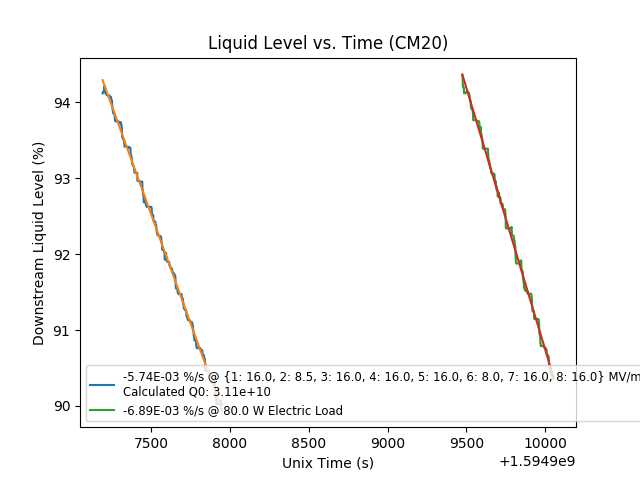 Liquid Level vs. Time (CM20)
Downstream Liquid Level (%)
94
93
92
91
90
-5.74E-03 %/s @ {1: 16.0, 2: 8.5, 3: 16.0, 4: 16.0, 5: 16.0, 6: 8.0, 7: 16.0, 8: 16.0} MV/m
Calculated Q0: 3.11e+10
-6.89E-03 %/s @ 80.0 W Electric Load
7500 8000 8500 9000 9500 10000
Unix Time (s)
+1.5949e9